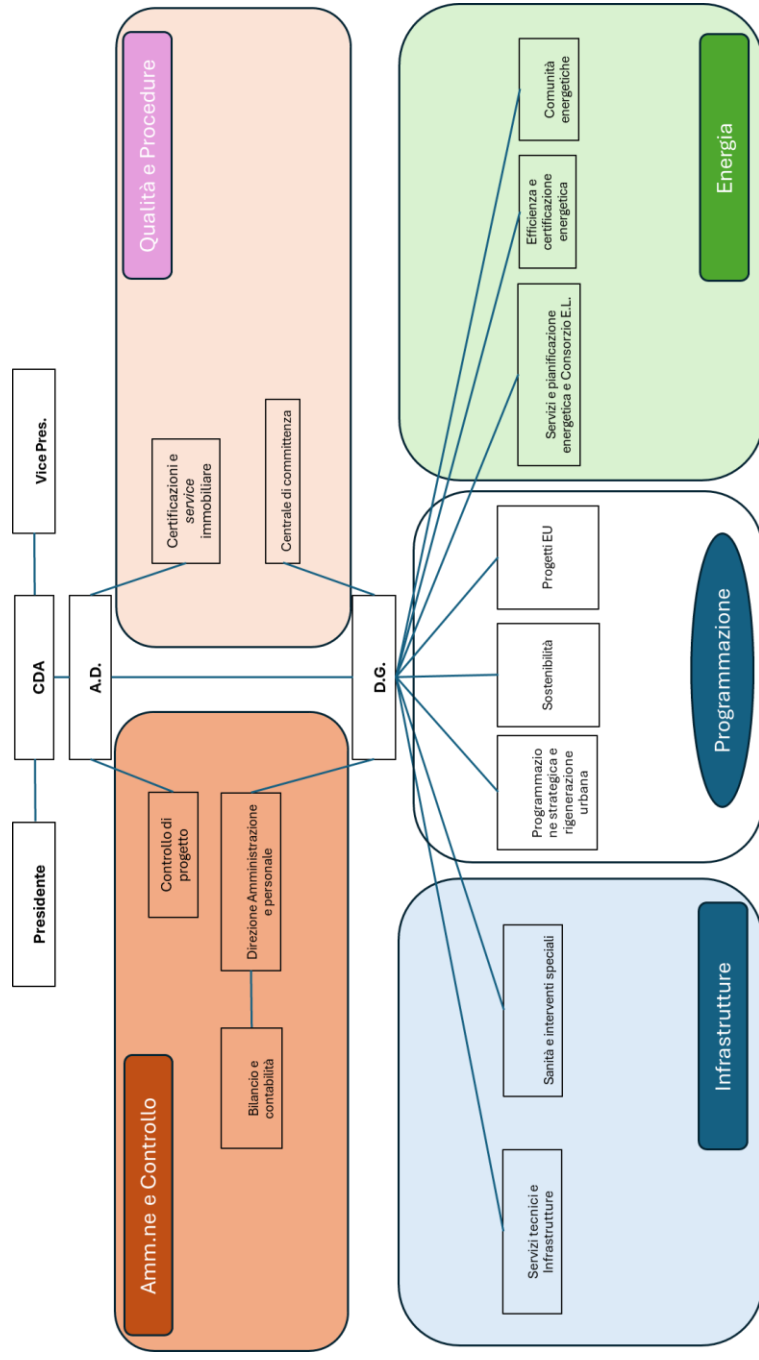 Presidente
CDA
Vice Pres.
A.D.
Amm.ne e Controllo
Qualità e Procedure
Controllo di
progetto
Certificazioni e
service
immobiliare
Bilancio e
contabilità
Direzione Amministrazione
e personale
Centrale di committenza
D.G.
Servizi tecnici e
Infrastrutture
Sanità e interventi speciali
Programmazio
ne strategica e
rigenerazione
urbana
Sostenibilità
Progetti EU
Servizi e pianificazione
energetica e Consorzio E.L.
Efficienza e
certificazione
energetica
Comunità
energetiche
Infrastrutture
Programmazione
Energia